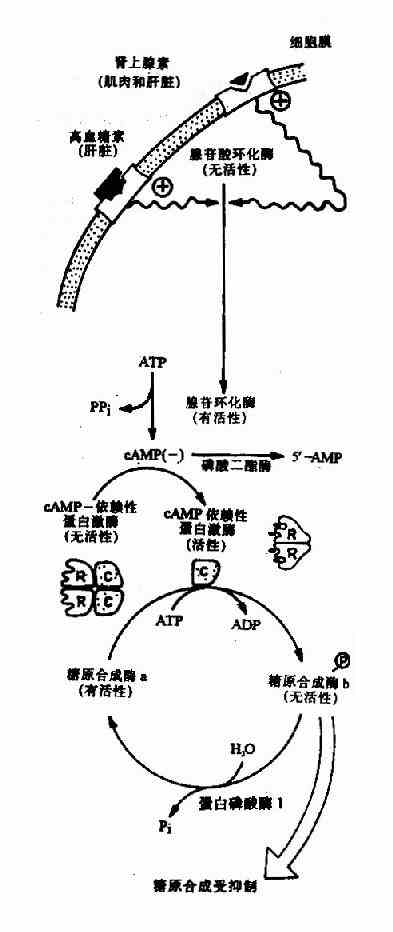 细胞膜
肾上腺素
(肌肉和肝脏)
高血糖素
(肝脏)
腺苷酸环化酶
(无活性)
ATP
PPi
腺苷环化酶
(有活性)
cAMP(−)
磷酸二酯酶
5′−AMP
cAMP−依赖性
蛋白激酶
(无活性)
cAMP依赖性
蛋白激酶
(活性)
R
R
R
C
R
C
C
ATP
ADP
P
糖原合成酶a
(有活性)
糖原合成酶b
(无活性)
H₂O
蛋白磷酸酶1
Pi
糖原合成受抑制